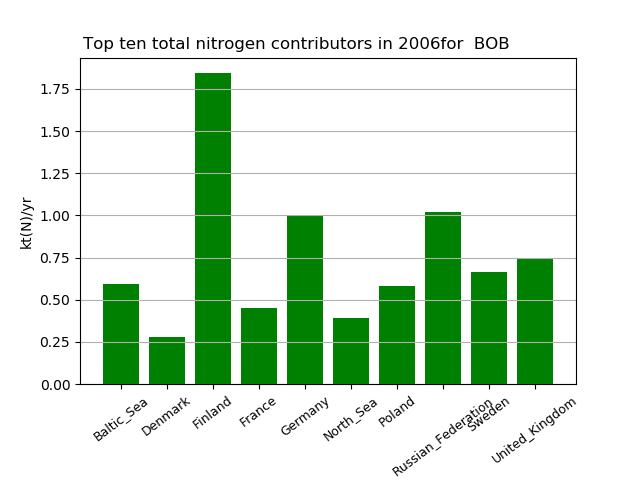 Top ten total nitrogen contributors in 2006for  BOB
1.75
1.50
1.25
1.00
0.75
0.50
0.25
0.00
kt(N)/yr
Baltic_Sea
Denmark
Finland
France
Germany
North_Sea
Poland
Russian_Federation
Sweden
United_Kingdom